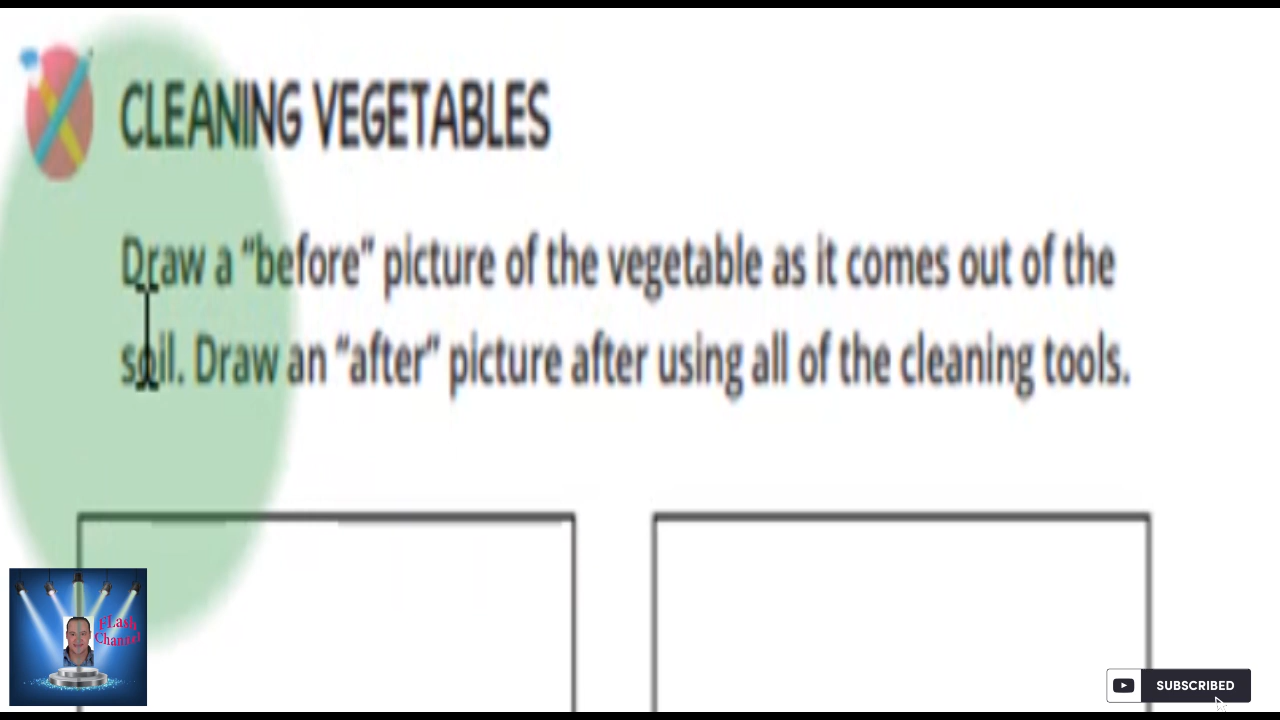 CLEANING VEGETABLES
Draw a “before” picture of the vegetable as it comes out of the
soil. Draw an “after” picture after using all of the cleaning tools.
FLash
Channel
SUBSCRIBED